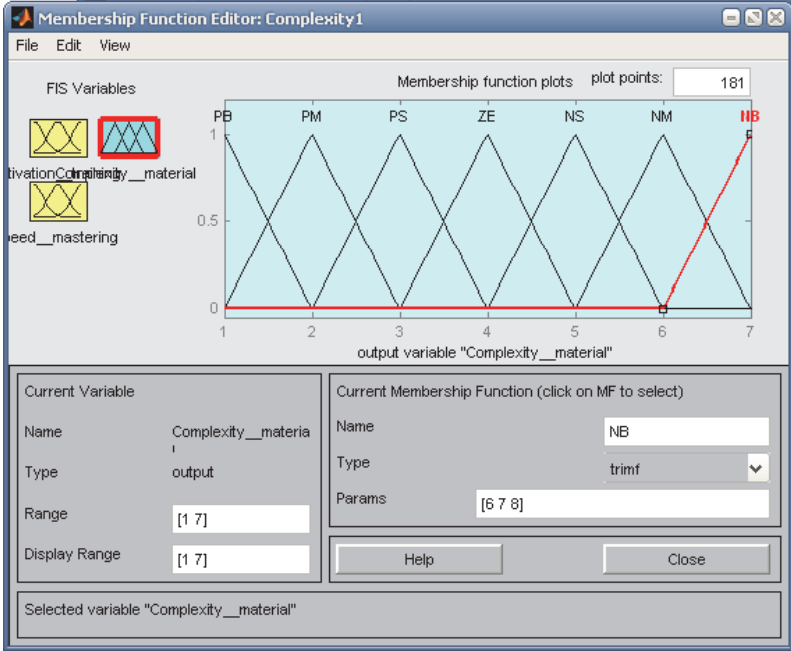 Membership Function Editor: Complexity1
File Edit View
FIS Variables
Membership function plots plot points: 181
PB PM PS ZE NS NM NB
1
0.5
0
1 2 3 4 5 6 7
output variable "Complexity__material"
material
eed__mastering
Current Variable
Name Complexity__materia
l
Type output
Range [1 7]
Display Range [1 7]
Current Membership Function (click on MF to select)
Name NB
Type trimf
Params [6 7 8]
Help Close
Selected variable "Complexity__material"